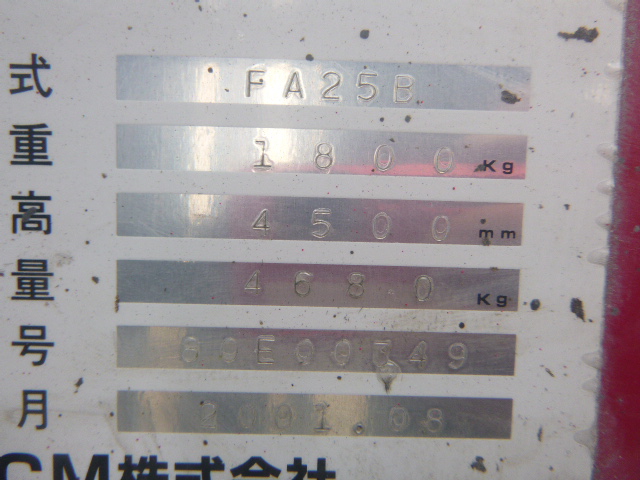 式 FA25B
重 1800 Kg
高 4500 mm
量 4680 Kg
号
月 2001.08
CM株式会社